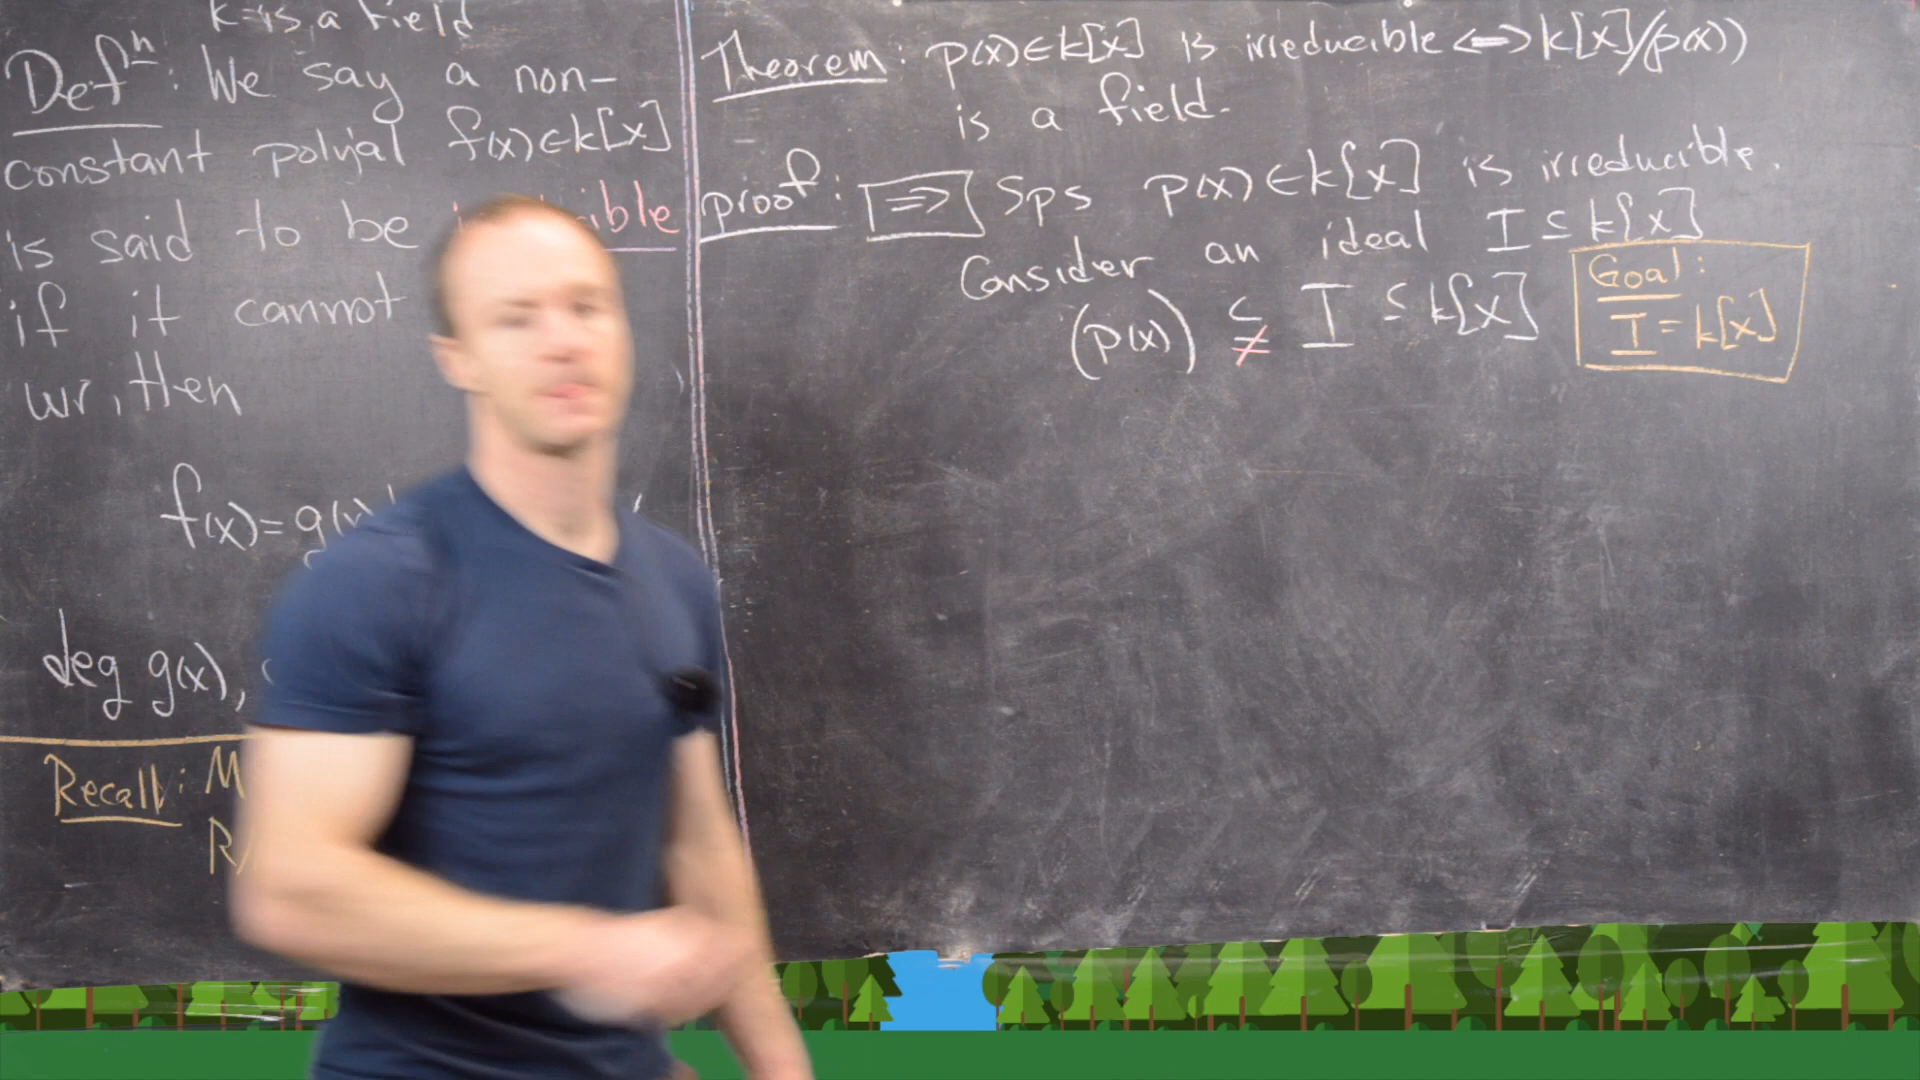 k is a field
Defⁿ: We say a non-
constant polyal f(x)∈k[x]
is said to be
if it cannot
written
f(x)=g(x)
deg g(x),
Recall:
R/
Theorem: p(x)∈k[x] is irreducible ⟺ k[x]/(p(x))
is a field.
proof: ⇒ Sps p(x)∈k[x] is irreducible.
Consider an ideal I ⊆ k[x]
(p(x)) ⊊ I ⊆ k[x]
Goal:
I = k[x]